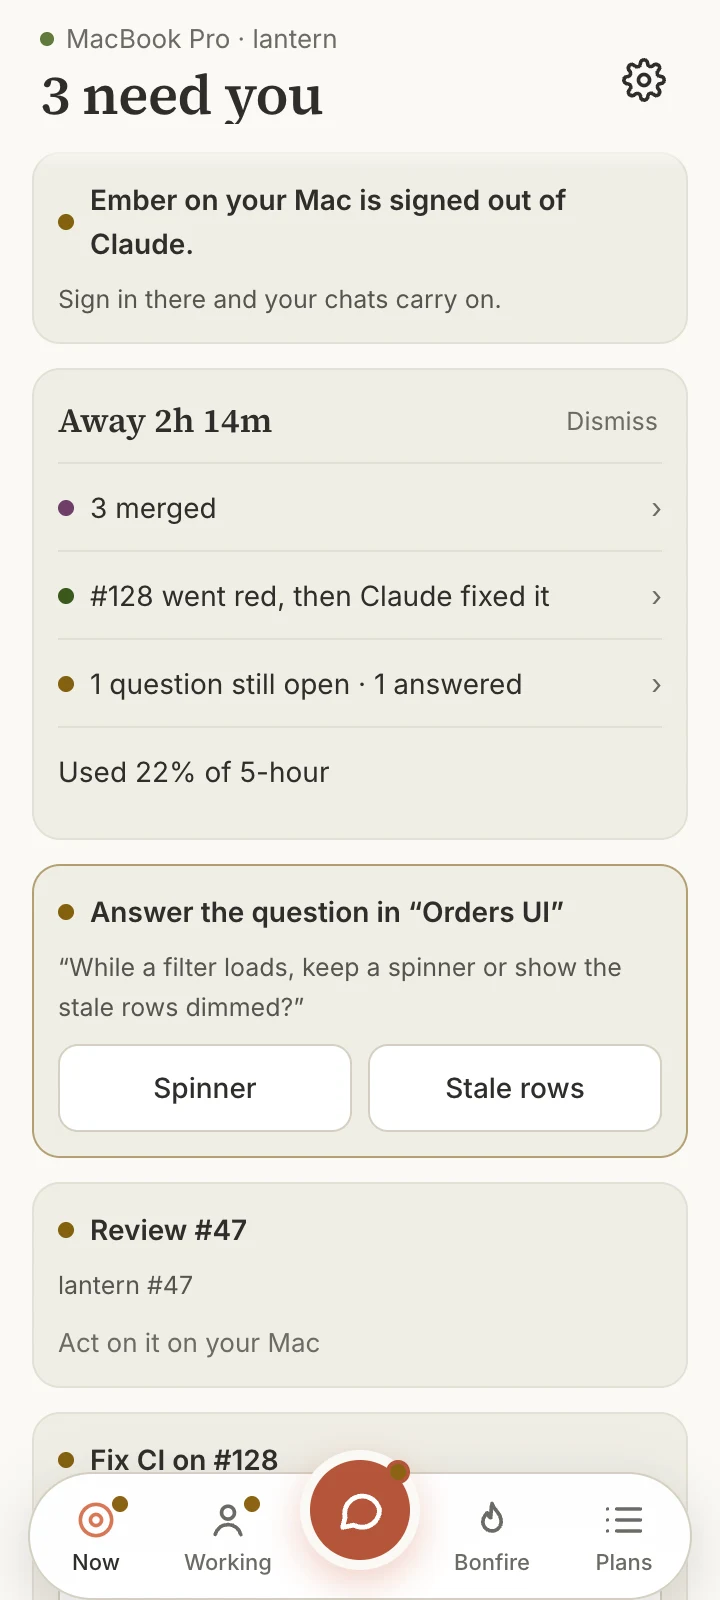 MacBook Pro · lantern
3 need you
Ember on your Mac is signed out of
Claude.
Sign in there and your chats carry on.
Away 2h 14m
Dismiss
3 merged
#128 went red, then Claude fixed it
1 question still open · 1 answered
Used 22% of 5-hour
Answer the question in “Orders UI”
“While a filter loads, keep a spinner or show the
stale rows dimmed?”
Spinner
Stale rows
Review #47
lantern #47
Act on it on your Mac
Fix CI on #128
Now
Working
Bonfire
Plans